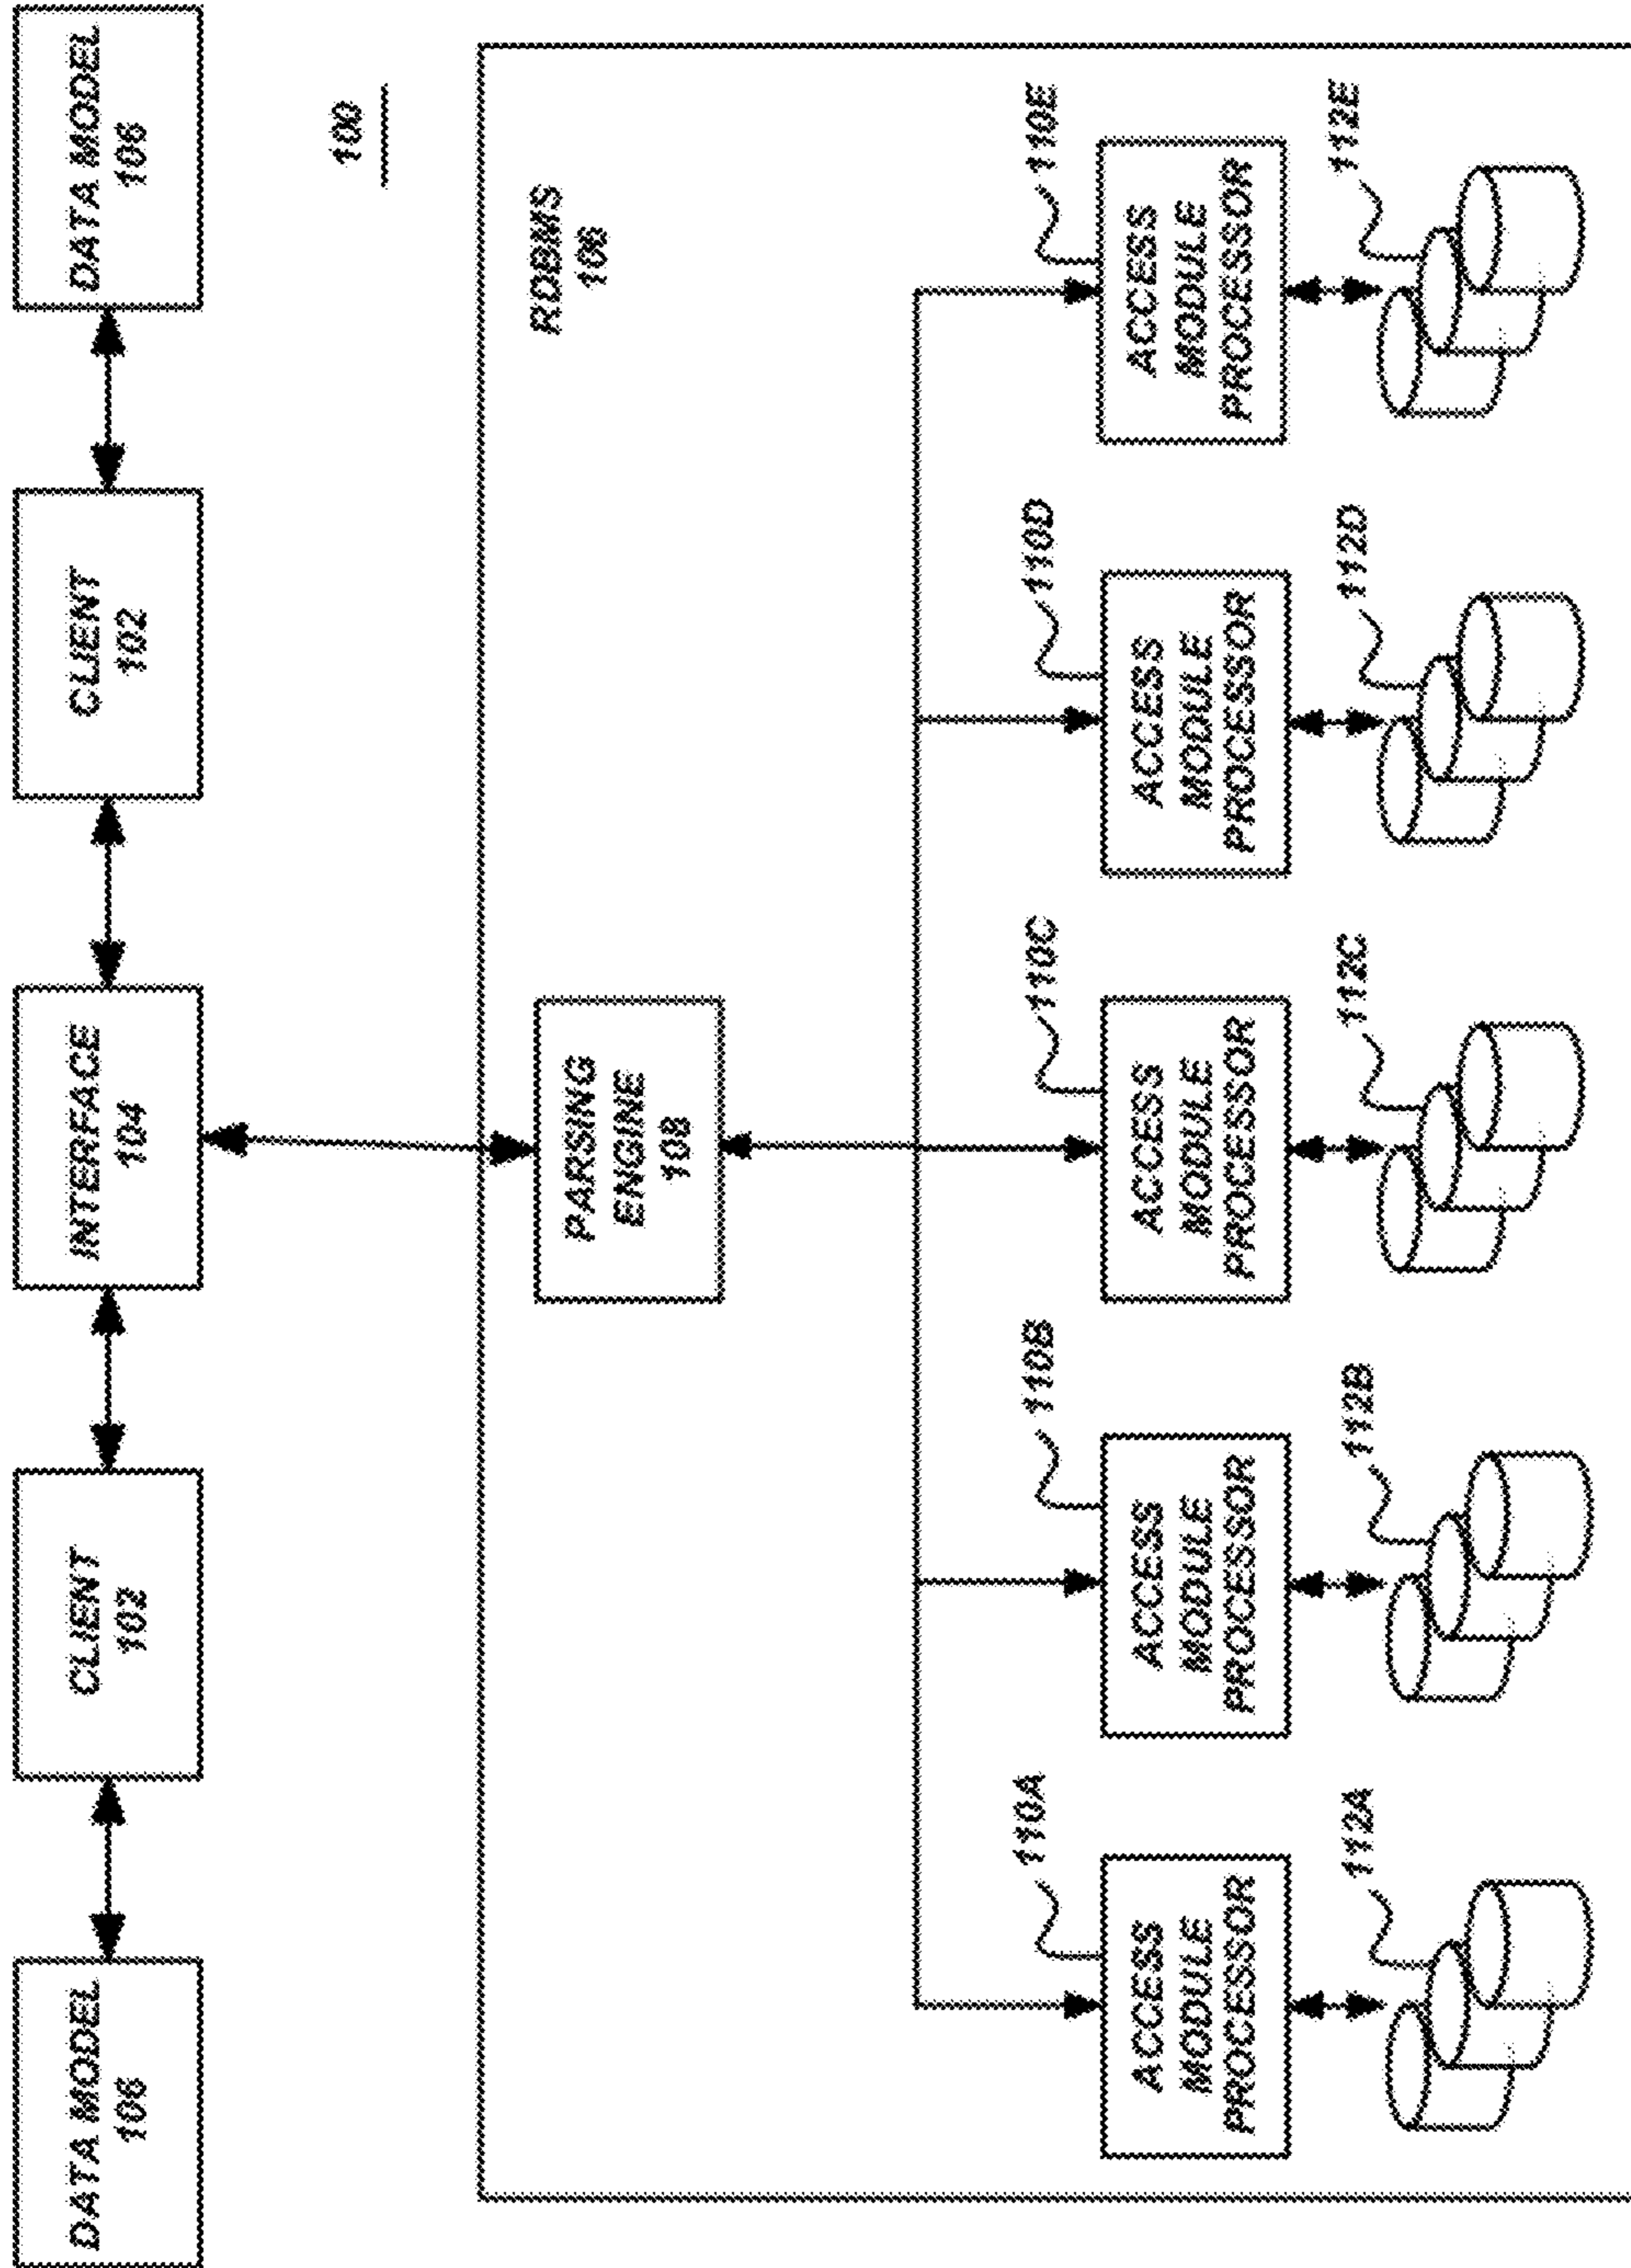 DATA MODEL
106
CLIENT
102
INTERFACE
104
CLIENT
102
DATA MODEL
106
100
RDBMS
106
PARSING
ENGINE
108
110A
110B
110C
110D
110E
ACCESS
MODULE
PROCESSOR
ACCESS
MODULE
PROCESSOR
ACCESS
MODULE
PROCESSOR
ACCESS
MODULE
PROCESSOR
ACCESS
MODULE
PROCESSOR
112A
112B
112C
112D
112E